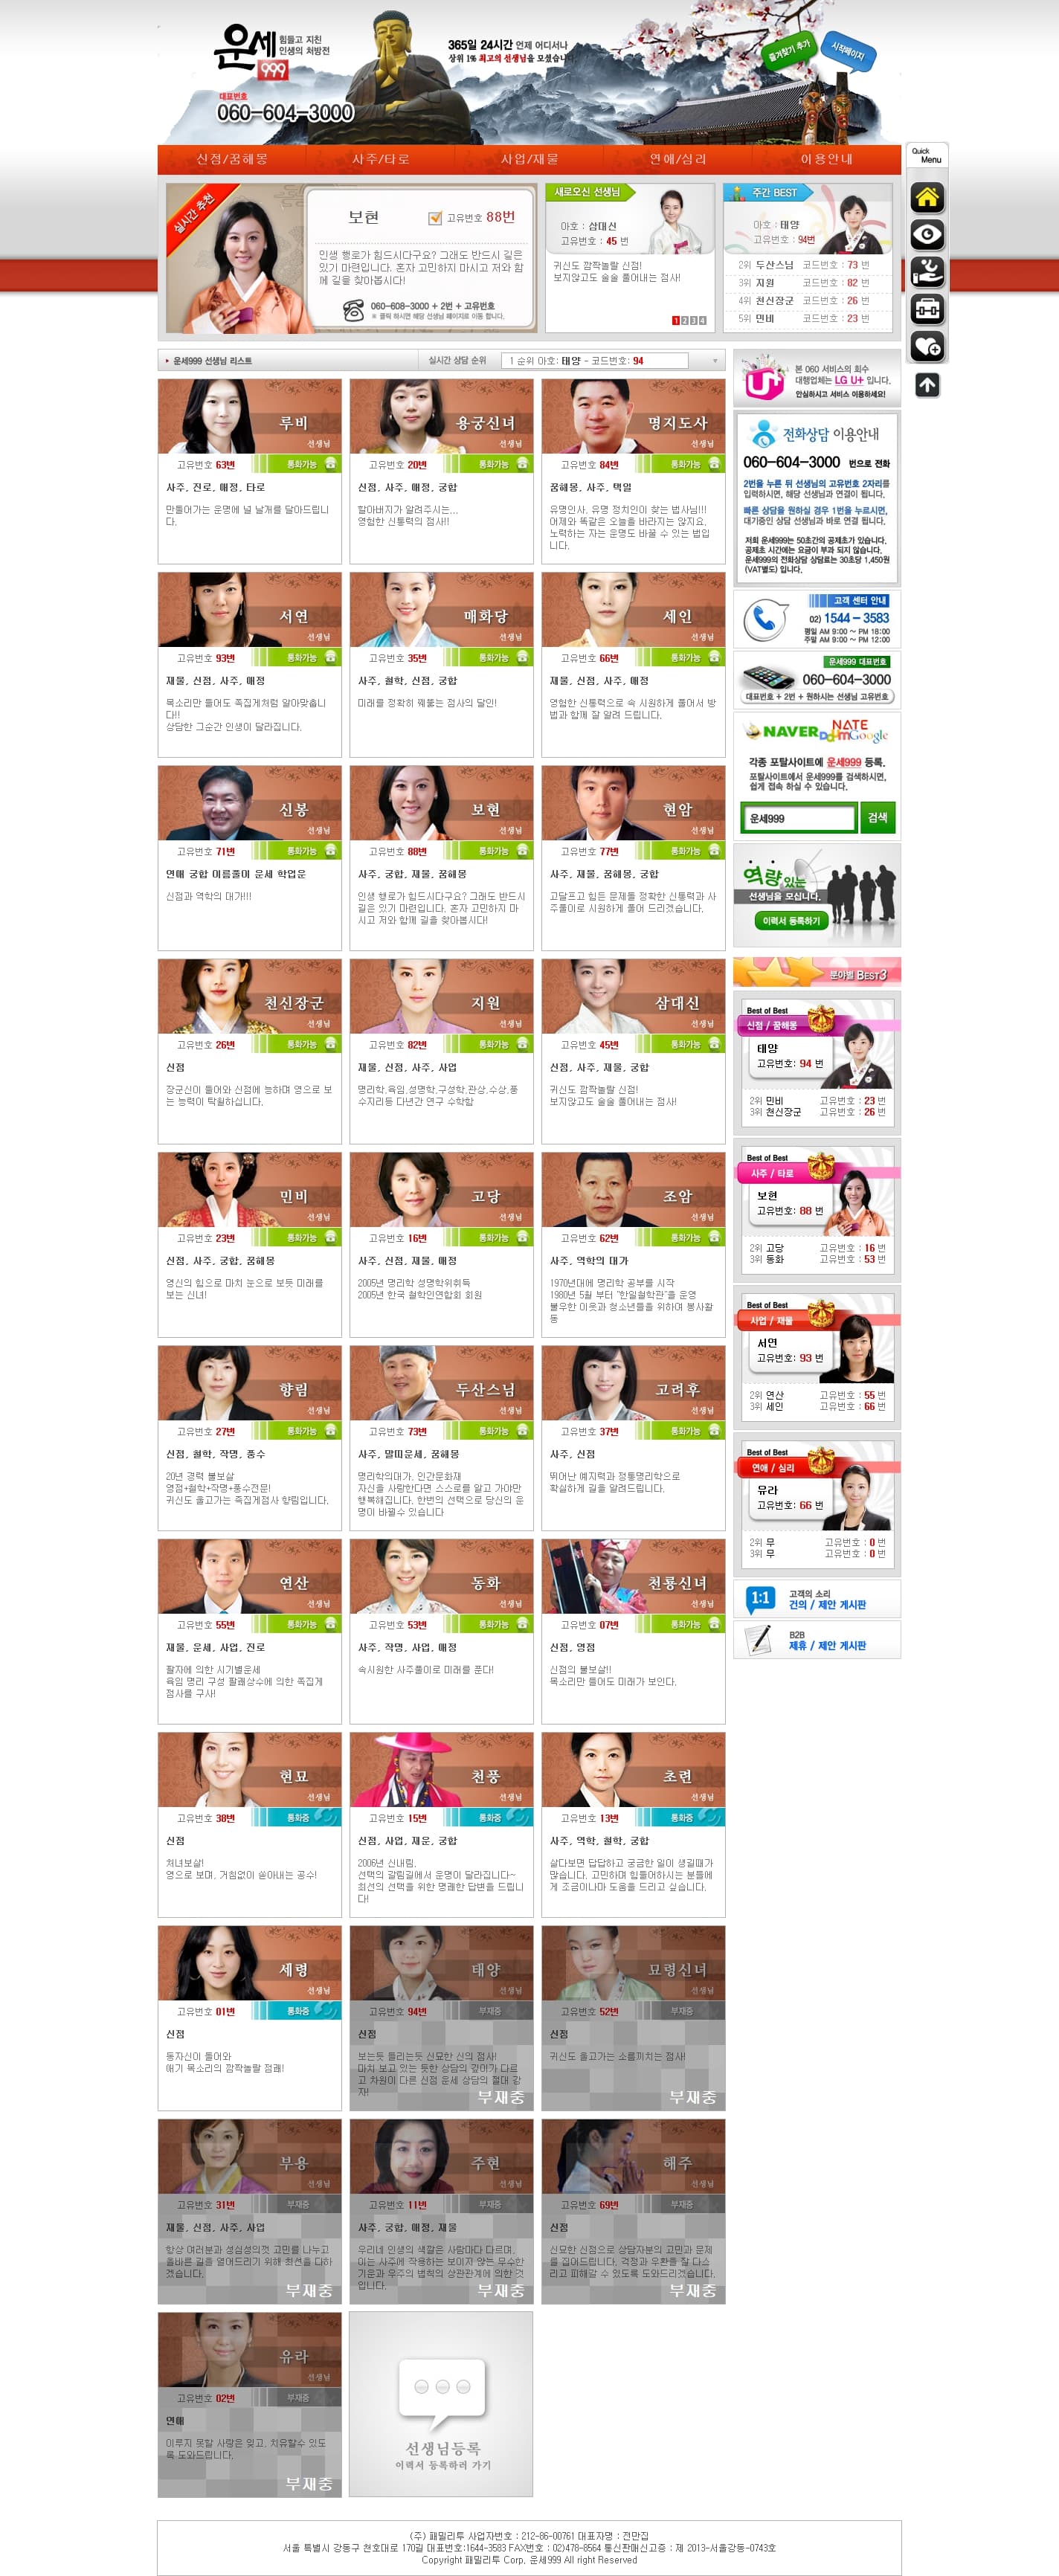 운세 999
힘들고 지친
인생의 처방전
대표번호
060-604-3000
365일 24시간 언제 어디서나
상위 1% 최고의 선생님을 모셨습니다
즐겨찾기 추가
시작페이지
신점/꿈해몽
사주/타로
사업/재물
연애/심리
이용안내
Quick
Menu
실시간 추천
보현
고유번호 88번
인생 행로가 힘드시다구요? 그래도 반드시 길은
있기 마련입니다. 혼자 고민하지 마시고 저와 함
께 길을 찾아봅시다!
060-608-3000 + 2번 + 고유번호
※ 클릭 하시면 해당 선생님 페이지로 이동 합니다.
새로오신 선생님
아호 : 삼대신
고유번호 : 45 번
귀신도 깜짝놀랄 신점!
보지않고도 술술 풀어내는 점사!
1 2 3 4
주간 BEST
아호 : 태양
고유번호 : 94번
2위 두산스님 코드번호 : 73 번
3위 지원 코드번호 : 82 번
4위 천신장군 코드번호 : 26 번
5위 민비 코드번호 : 23 번
운세999 선생님 리스트
실시간 상담 순위
1 순위 아호: 태양 - 코드번호: 94
루비
선생님
고유번호 63번
통화가능
사주, 진로, 애정, 타로
만들어가는 운명에 널 날개를 달아드립니
다.
용궁신녀
선생님
고유번호 20번
통화가능
신점, 사주, 애정, 궁합
할아버지가 알려주시는...
영험한 신통력의 점사!!
명지도사
선생님
고유번호 84번
통화가능
꿈해몽, 사주, 택일
유명인사, 유명 정치인이 찾는 법사님!!!
어제와 똑같은 오늘을 바라지는 않지요.
노력하는 자는 운명도 바꿀 수 있는 법입
니다.
서연
선생님
고유번호 93번
통화가능
재물, 신점, 사주, 애정
목소리만 들어도 족집게처럼 알아맞춥니
다!!
상담한 그순간 인생이 달라집니다.
매화당
선생님
고유번호 35번
통화가능
사주, 철학, 신점, 궁합
미래를 정확히 꿰뚫는 점사의 달인!
세인
선생님
고유번호 66번
통화가능
재물, 신점, 사주, 애정
영험한 신통력으로 속 시원하게 풀어서 방
법과 함께 잘 알려 드립니다.
신봉
선생님
고유번호 71번
통화가능
연애 궁합 이름풀이 운세 학업운
신점과 역학의 대가!!!
보현
선생님
고유번호 88번
통화가능
사주, 궁합, 재물, 꿈해몽
인생 행로가 힘드시다구요? 그래도 반드시
길은 있기 마련입니다. 혼자 고민하지 마
시고 저와 함께 길을 찾아봅시다!
현암
선생님
고유번호 77번
통화가능
사주, 재물, 꿈해몽, 궁합
고달프고 힘든 문제들 정확한 신통력과 사
주풀이로 시원하게 풀어 드리겠습니다.
천신장군
선생님
고유번호 26번
통화가능
신점
장군신이 들어와 신점에 능하며 영으로 보
는 능력이 탁월하십니다.
지원
선생님
고유번호 82번
통화가능
재물, 신점, 사주, 사업
명리학,육임,성명학,구성학,관상,수상,풍
수지리등 다년간 연구 수학함
삼대신
선생님
고유번호 45번
통화가능
신점, 사주, 재물, 궁합
귀신도 깜짝놀랄 신점!
보지않고도 술술 풀어내는 점사!
민비
선생님
고유번호 23번
통화가능
신점, 사주, 궁합, 꿈해몽
영신의 힘으로 마치 눈으로 보듯 미래를
보는 신녀!
고당
선생님
고유번호 16번
통화가능
사주, 신점, 재물, 애정
2005년 명리학 성명학위취득
2005년 한국 철학인연합회 회원
조암
선생님
고유번호 62번
통화가능
사주, 역학의 대가
1970년대에 명리학 공부를 시작
1980년 5월 부터 "한일철학관"을 운영
불우한 이웃과 청소년들을 위하여 봉사활
동
향림
선생님
고유번호 27번
통화가능
신점, 철학, 작명, 풍수
20년 경력 불보살
영점+철학+작명+풍수전문!
귀신도 울고가는 족집게점사 향림입니다.
두산스님
선생님
고유번호 73번
통화가능
사주, 말띠운세, 꿈해몽
명리학의대가, 인간문화재
자신을 사랑한다면 스스로를 알고 가야만
행복해집니다. 한번의 선택으로 당신의 운
명이 바뀔수 있습니다
고려후
선생님
고유번호 37번
통화가능
사주, 신점
뛰어난 예지력과 정통명리학으로
확실하게 길을 알려드립니다.
연산
선생님
고유번호 55번
통화가능
재물, 운세, 사업, 진로
팔자에 의한 시기별운세
육임 명리 구성 팔괘상수에 의한 족집게
점사를 구사!
동화
선생님
고유번호 53번
통화가능
사주, 작명, 사업, 애정
속시원한 사주풀이로 미래를 푼다!
천룡신녀
선생님
고유번호 07번
통화가능
신점, 영점
신점의 불보살!!
목소리만 들어도 미래가 보인다.
현묘
선생님
고유번호 38번
통화중
신점
처녀보살!
영으로 보며, 거침없이 쏟아내는 공수!
천풍
선생님
고유번호 15번
통화중
신점, 사업, 재운, 궁합
2006년 신내림.
선택의 갈림길에서 운명이 달라집니다~
최선의 선택을 위한 명쾌한 답변을 드립니
다!
초련
선생님
고유번호 13번
통화중
사주, 역학, 철학, 궁합
살다보면 답답하고 궁금한 일이 생길때가
많습니다. 고민하며 힘들어하시는 분들에
게 조금이나마 도움을 드리고 싶습니다.
세령
선생님
고유번호 01번
통화중
신점
동자신이 들어와
애기 목소리의 깜짝놀랄 점괘!
태양
선생님
고유번호 94번
부재중
신점
보는듯 들리는듯 신묘한 신의 점사!
마치 보고 있는 듯한 상담의 깊이가 다르
고 차원이 다른 신점 운세 상담의 절대 강
자!
부재중
묘령신녀
선생님
고유번호 52번
부재중
신점
귀신도 울고가는 소름끼치는 점사!
부재중
부용
선생님
고유번호 31번
부재중
재물, 신점, 사주, 사업
항상 여러분과 성심성의껏 고민를 나누고
올바른 길을 열어드리기 위해 최선을 다하
겠습니다.
부재중
주현
선생님
고유번호 11번
부재중
사주, 궁합, 애정, 재물
우리네 인생의 색깔은 사람마다 다르며,
이는 사주에 작용하는 보이지 않는 무수한
기운과 우주의 법칙의 상관관계에 의한 것
입니다.
부재중
해주
선생님
고유번호 69번
부재중
신점
신묘한 신점으로 상담자분의 고민과 문제
를 집어드립니다. 걱정과 우환을 잘 다스
리고 피해갈 수 있도록 도와드리겠습니다.
부재중
유라
선생님
고유번호 02번
부재중
연애
이루지 못할 사랑은 잊고, 치유할수 있도
록 도와드립니다.
부재중
선생님등록
이력서 등록하러 가기
U+
본 060 서비스의 회수
대행업체는 LG U+ 입니다.
안심하시고 서비스 이용하세요!
전화상담 이용안내
060-604-3000 번으로 전화
2번을 누른 뒤 선생님의 고유번호 2자리를
입력하시면, 해당 선생님과 연결이 됩니다.
빠른 상담을 원하실 경우 1번을 누르시면,
대기중인 상담 선생님과 바로 연결 됩니다.
저희 운세999는 50초간의 공제초가 있습니다.
공제초 시간에는 요금이 부과 되지 않습니다.
운세999의 전화상담 상담료는 30초당 1,450원
(VAT별도) 입니다.
고객 센터 안내
02) 1544 - 3583
평일 AM 9:00 ~ PM 18:00
주말 AM 9:00 ~ PM 12:00
운세999 대표번호
060-604-3000
대표번호 + 2번 + 원하시는 선생님 고유번호
NAVER NATE Daum Google
각종 포탈사이트에 운세999 등록.
포탈사이트에서 운세999를 검색하시면,
쉽게 접속 하실 수 있습니다.
운세999 검색
역량 있는
선생님을 모십니다.
이력서 등록하기
분야별 BEST3
Best of Best
신점 / 꿈해몽
태양
고유번호: 94 번
2위 민비 고유번호 : 23 번
3위 천신장군 고유번호 : 26 번
Best of Best
사주 / 타로
보현
고유번호: 88 번
2위 고당 고유번호 : 16 번
3위 동화 고유번호 : 53 번
Best of Best
사업 / 재물
서연
고유번호: 93 번
2위 연산 고유번호 : 55 번
3위 세인 고유번호 : 66 번
Best of Best
연애 / 심리
유라
고유번호: 66 번
2위 무 고유번호 : 0 번
3위 무 고유번호 : 0 번
1:1
고객의 소리
건의 / 제안 게시판
B2B
제휴 / 제안 게시판
(주) 패밀리투 사업자번호 : 212-86-00761 대표자명 : 전만집
서울 특별시 강동구 천호대로 170길 대표번호:1644-3583 FAX번호 : 02)478-8564 통신판매신고증 : 제 2013-서울강동-0743호
Copyright 패밀리투 Corp. 운세999 All right Reserved